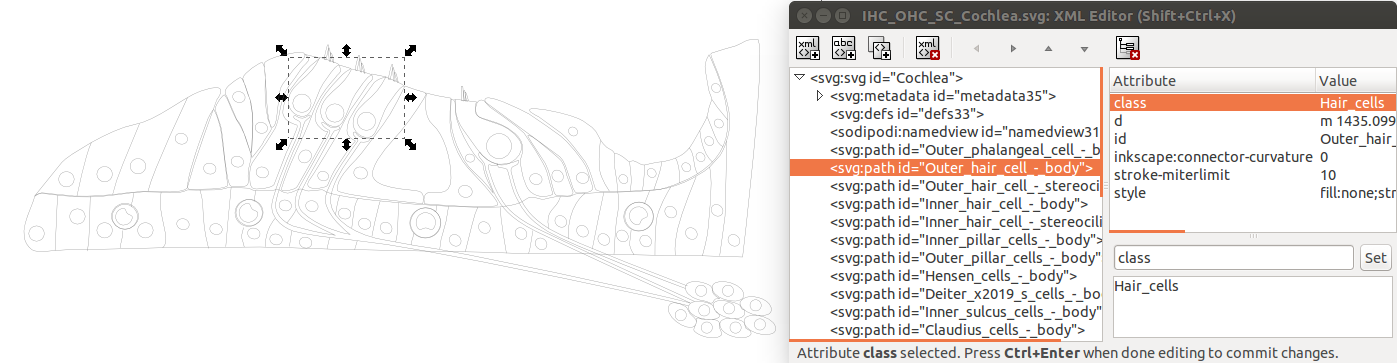 IHC_OHC_SC_Cochlea.svg: XML Editor (Shift+Ctrl+X)
xml
abc
xml
<svg:svg id="Cochlea">
<svg:metadata id="metadata35">
<svg:defs id="defs33">
<sodipodi:namedview id="namedview31
<svg:path id="Outer_phalangeal_cell_-_b
<svg:path id="Outer_hair_cell_-_body">
<svg:path id="Outer_hair_cell_-_stereoci
<svg:path id="Inner_hair_cell_-_body">
<svg:path id="Inner_hair_cell_-_stereocili
<svg:path id="Inner_pillar_cells_-_body">
<svg:path id="Outer_pillar_cells_-_body">
<svg:path id="Hensen_cells_-_body">
<svg:path id="Deiter_x2019_s_cells_-_bo
<svg:path id="Inner_sulcus_cells_-_body"
<svg:path id="Claudius_cells_-_body">
Attribute Value
class Hair_cells
d m 1435.099
id Outer_hair_
inkscape:connector-curvature 0
stroke-miterlimit 10
style fill:none;str
class Set
Hair_cells
Attribute class selected. Press Ctrl+Enter when done editing to commit changes.